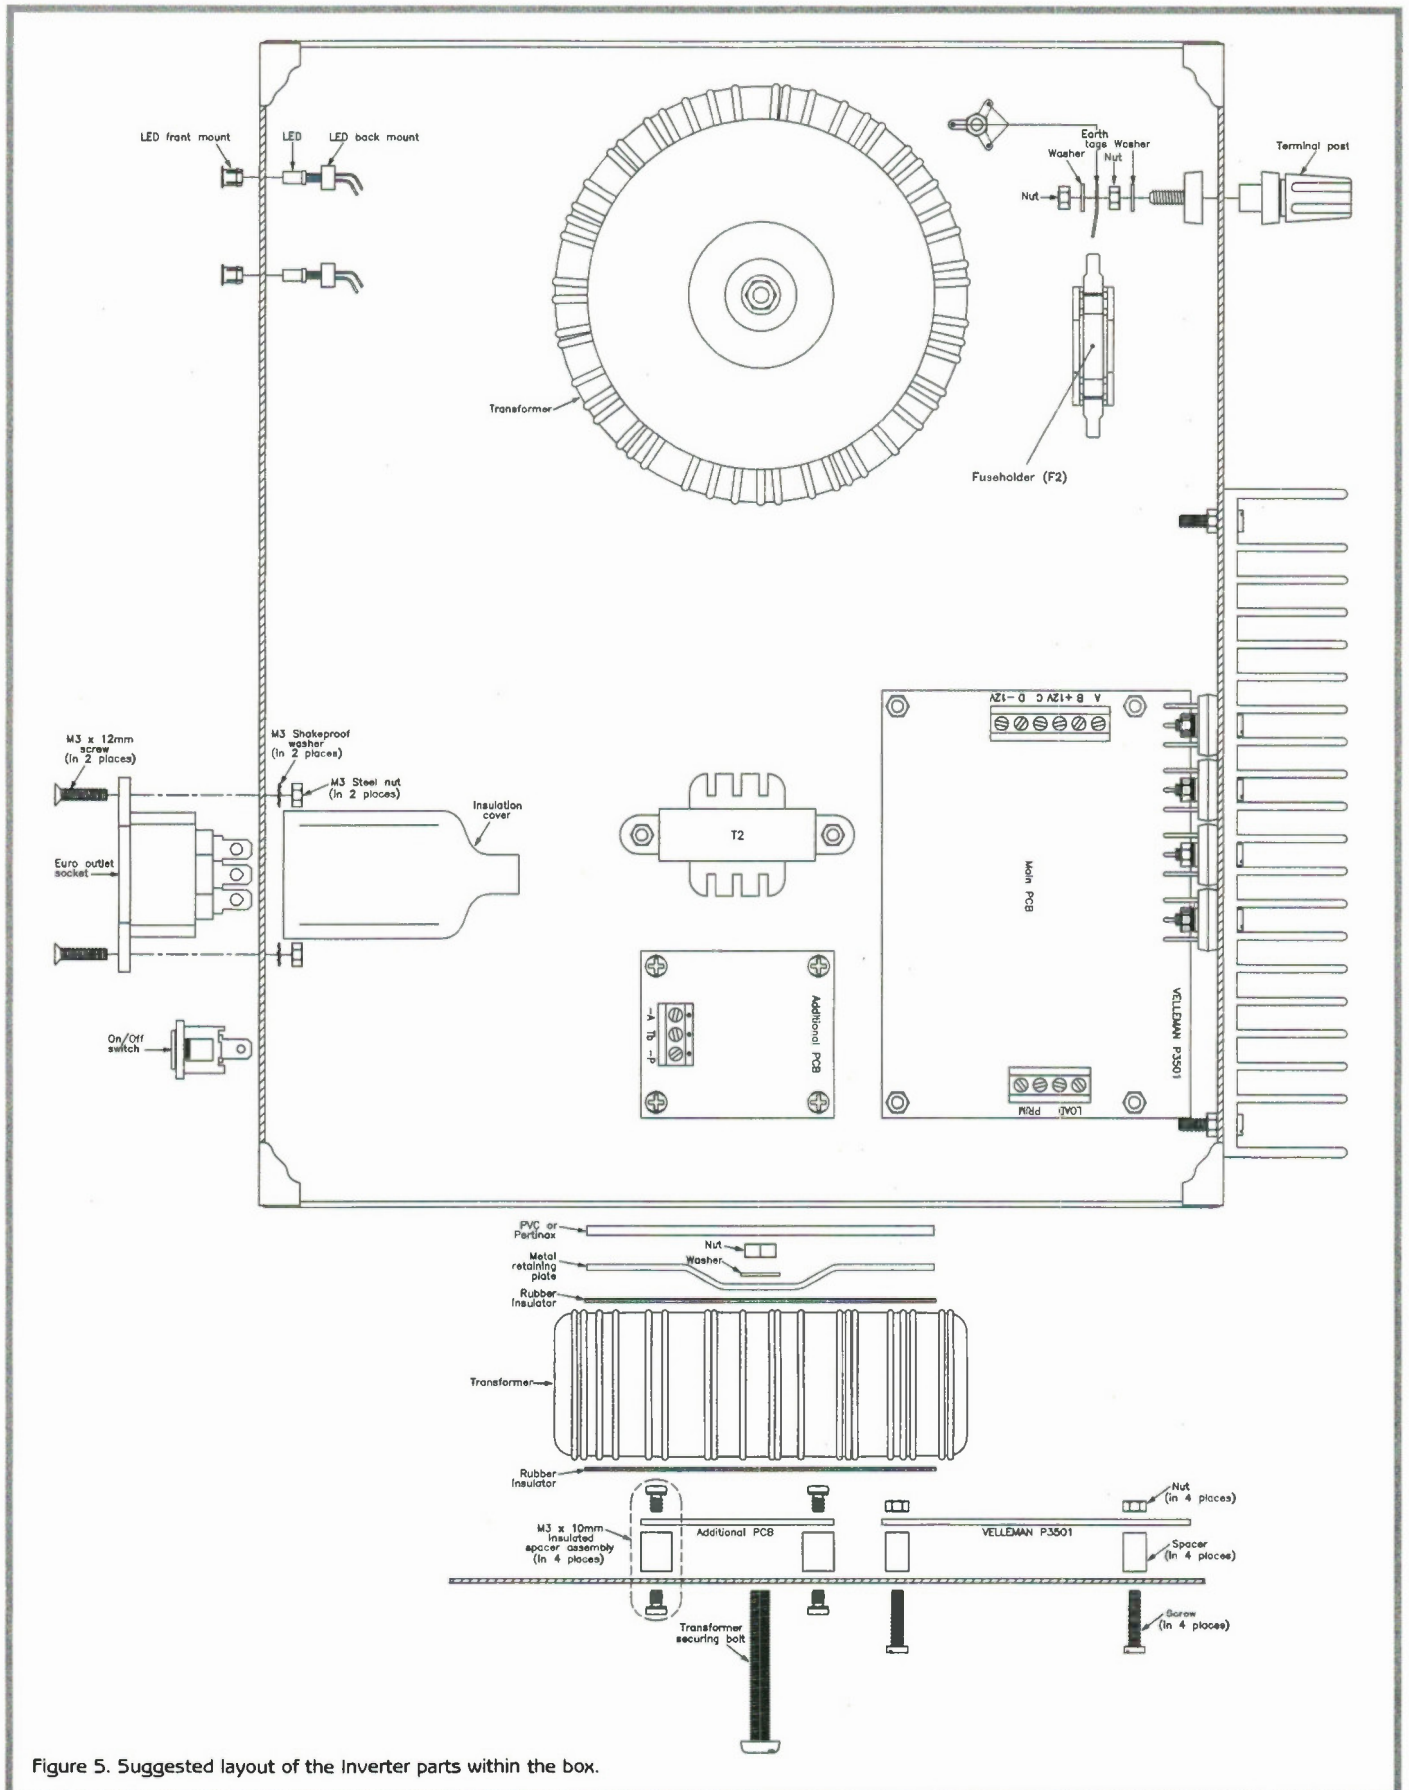 LED front mount
LED
LED back mount
Earth
tags
Washer
Washer
Nut
Nut
Terminal post
Transformer
Fuseholder (F2)
M3 x 12mm
screw
(in 2 places)
M3 Shakeproof
washer
(in 2 places)
M3 Steel nut
(in 2 places)
Insulation
cover
Euro outlet
socket
On/Off
switch
T2
-A Tb -P
Additional PCB
A B +12V C D -12V
Main PCB
VELLEMAN P3501
PRIM LOAD
PVC or
Pertinax
Nut
Metal
retaining
plate
Washer
Rubber
Insulator
Transformer
Rubber
Insulator
M3 x 10mm
Insulated
spacer assembly
(in 4 places)
Additional PCB
VELLEMAN P3501
Nut
(in 4 places)
Spacer
(in 4 places)
Screw
(in 4 places)
Transformer
securing bolt
Figure 5. Suggested layout of the Inverter parts within the box.